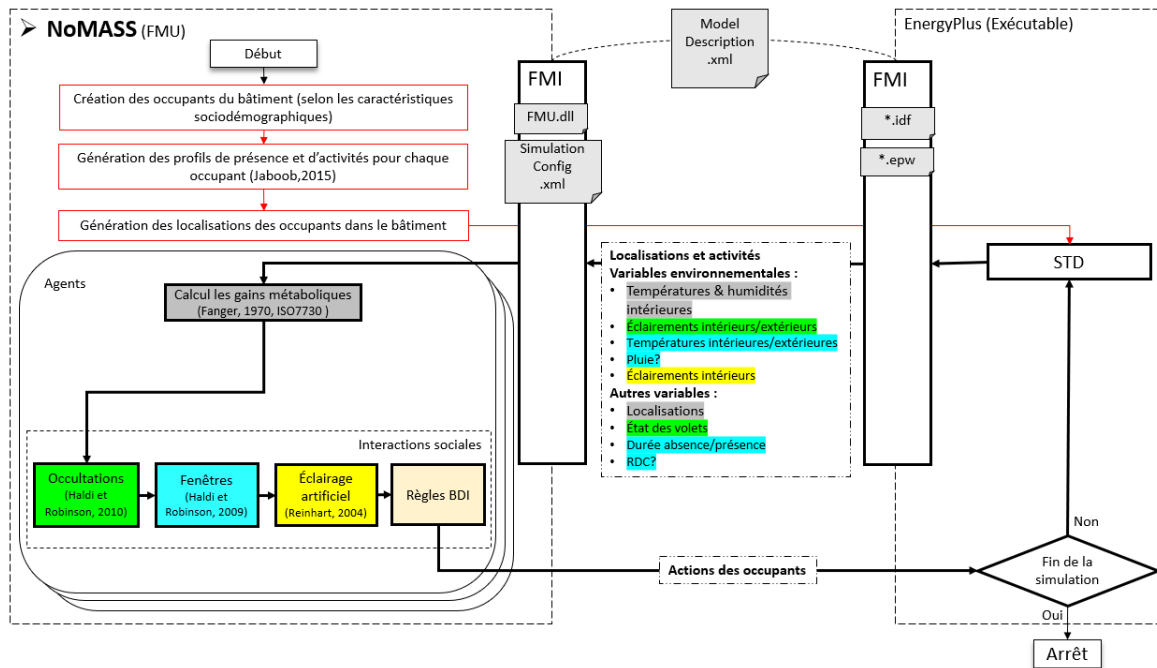 ➢ NoMASS (FMU)
Début
Création des occupants du bâtiment (selon les caractéristiques
sociodémographiques)
Génération des profils de présence et d’activités pour chaque
occupant (Jaboob,2015)
Génération des localisations des occupants dans le bâtiment
Agents
Calcul les gains métaboliques
(Fanger, 1970, ISO7730 )
Interactions sociales
Occultations
(Haldi et
Robinson, 2010)
Fenêtres
(Haldi et
Robinson, 2009)
Éclairage
artificiel
(Reinhart, 2004)
Règles BDI
FMI
FMU.dll
Simulation
Config
.xml
Model
Description
.xml
Localisations et activités
Variables environnementales :
• Températures & humidités
intérieures
• Éclairements intérieurs/extérieurs
• Températures intérieures/extérieures
• Pluie?
• Éclairements intérieurs
Autres variables :
• Localisations
• État des volets
• Durée absence/présence
• RDC?
Actions des occupants
FMI
*.idf
*.epw
EnergyPlus (Exécutable)
STD
Non
Fin de la
simulation
Oui
Arrêt